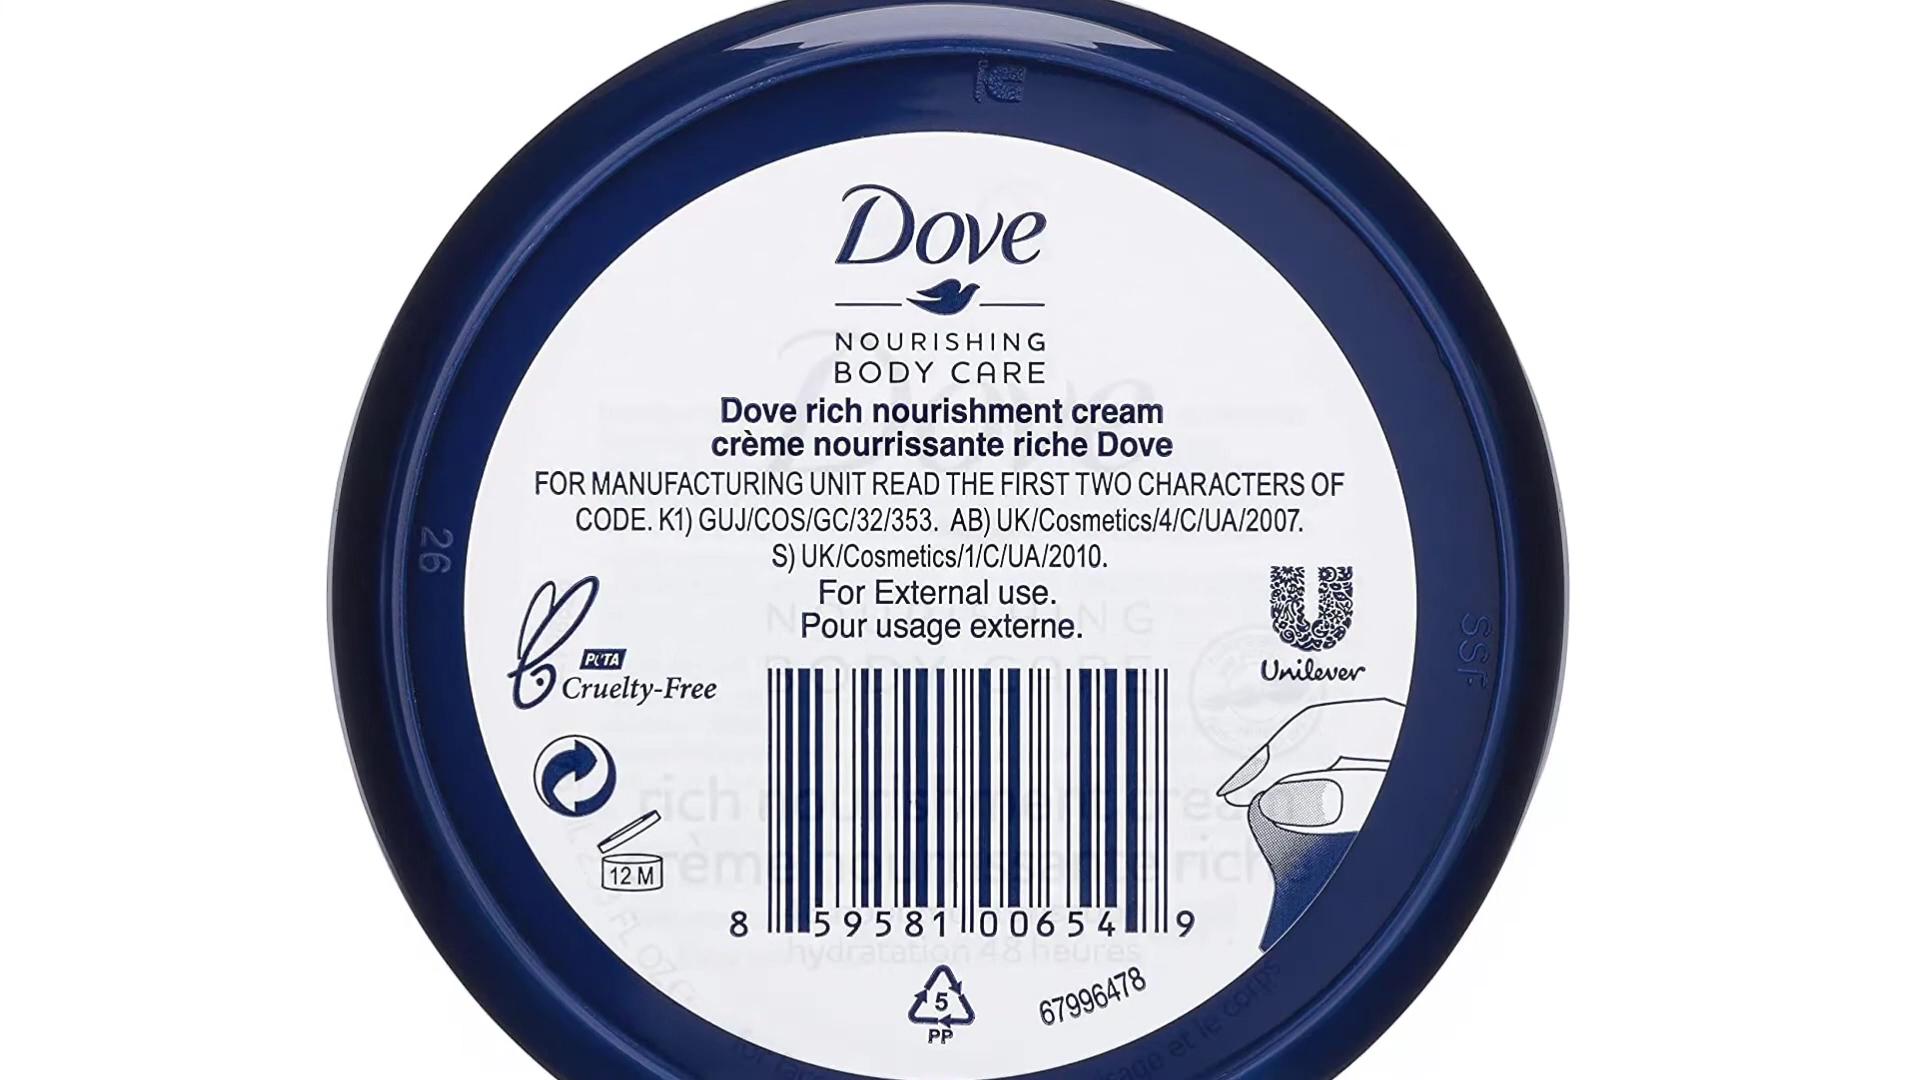 Dove
NOURISHING
BODY CARE
Dove rich nourishment cream
crème nourrissante riche Dove
FOR MANUFACTURING UNIT READ THE FIRST TWO CHARACTERS OF
CODE. K1) GUJ/COS/GC/32/353. AB) UK/Cosmetics/4/C/UA/2007.
S) UK/Cosmetics/1/C/UA/2010.
For External use.
Pour usage externe.
26
SSF
PETA
Cruelty-Free
Unilever
12 M
8 59581 00654 9
5
PP
67996478